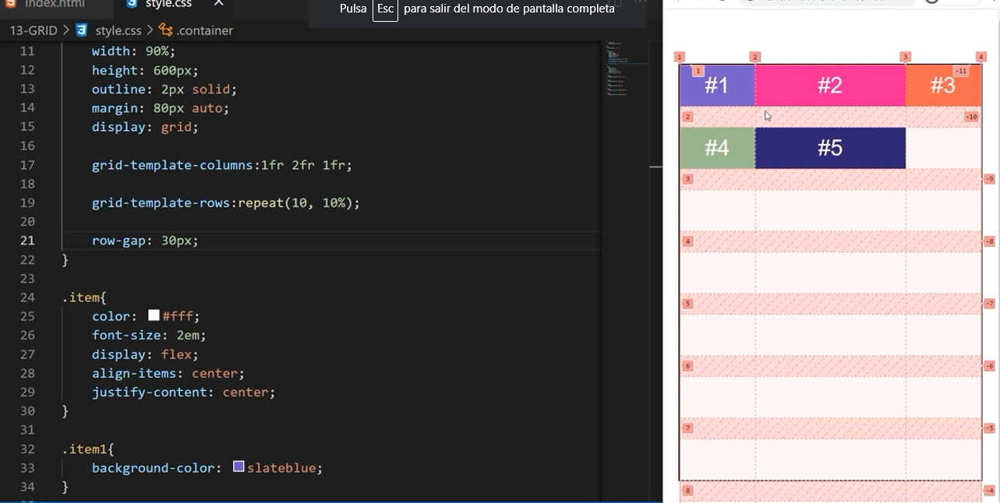 index.html
style.css
Pulsa Esc para salir del modo de pantalla completa
13-GRID > style.css > .container
11 width: 90%;
12 height: 600px;
13 outline: 2px solid;
14 margin: 80px auto;
15 display: grid;
16
17 grid-template-columns:1fr 2fr 1fr;
18
19 grid-template-rows:repeat(10, 10%);
20
21 row-gap: 30px;
22 }
23
24 .item{
25 color: #fff;
26 font-size: 2em;
27 display: flex;
28 align-items: center;
29 justify-content: center;
30 }
31
32 .item1{
33 background-color: slateblue;
34 }
1 2 3 4
1 -11
#1 #2 #3
2 -10
#4 #5
3 -9
4 -8
5 -7
6 -6
7 -5
8 -4